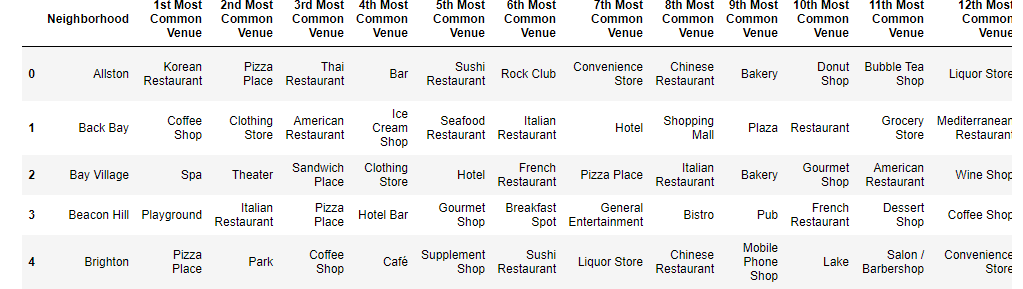 Neighborhood 1st Most Common Venue 2nd Most Common Venue 3rd Most Common Venue 4th Most Common Venue 5th Most Common Venue 6th Most Common Venue 7th Most Common Venue 8th Most Common Venue 9th Most Common Venue 10th Most Common Venue 11th Most Common Venue 12th Most Common Venue
0 Allston Korean Restaurant Pizza Place Thai Restaurant Bar Sushi Restaurant Rock Club Convenience Store Chinese Restaurant Bakery Donut Shop Bubble Tea Shop Liquor Store
1 Back Bay Coffee Shop Clothing Store American Restaurant Ice Cream Shop Seafood Restaurant Italian Restaurant Hotel Shopping Mall Plaza Restaurant Grocery Store Mediterranean Restaurant
2 Bay Village Spa Theater Sandwich Place Clothing Store Hotel French Restaurant Pizza Place Italian Restaurant Bakery Gourmet Shop American Restaurant Wine Shop
3 Beacon Hill Playground Italian Restaurant Pizza Place Hotel Bar Gourmet Shop Breakfast Spot General Entertainment Bistro Pub French Restaurant Dessert Shop Coffee Shop
4 Brighton Pizza Place Park Coffee Shop Café Supplement Shop Sushi Restaurant Liquor Store Chinese Restaurant Mobile Phone Shop Lake Salon / Barbershop Convenience Store